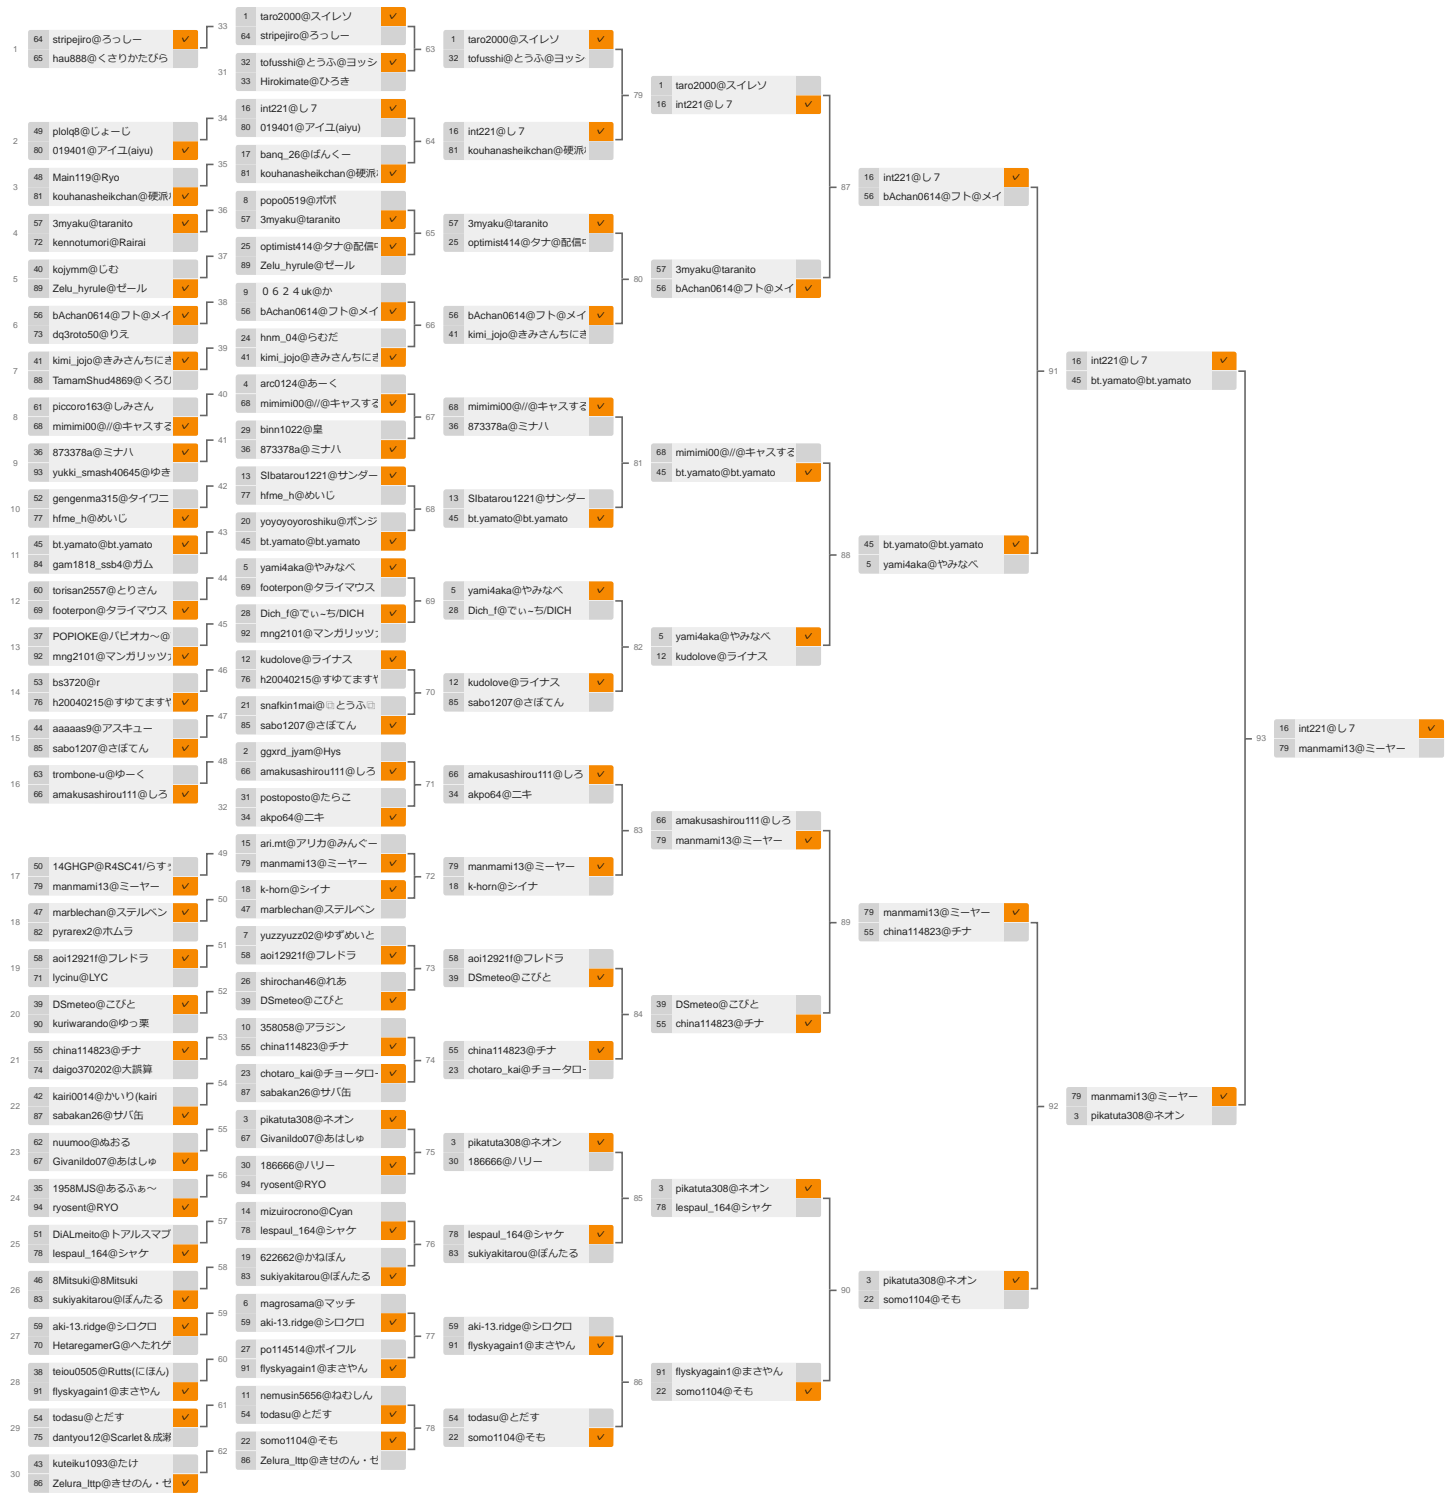 1
64 stripejiro@ろっしー
65 hau888@くさりかたびら
2
49 plolq8@じょーじ
80 019401@アイユ(aiyu)
3
48 Main119@Ryo
81 kouhanasheikchan@硬派
4
57 3myaku@taranito
72 kennotumori@Rairai
5
40 kojymm@じむ
89 Zelu_hyrule@ゼール
6
56 bAchan0614@フト@メイ
73 dq3roto50@りえ
7
41 kimi_jojo@きみさんちにき
88 TamamShud4869@くろひ
8
61 piccoro163@しみさん
68 mimimi00@//@キャスする
9
36 873378a@ミナハ
93 yukki_smash40645@ゆき
10
52 gengenma315@タイワニ
77 hfme_h@めいじ
11
45 bt.yamato@bt.yamato
84 gam1818_ssb4@ガム
12
60 torisan2557@とりさん
69 footerpon@タライマウス
13
37 POPIOKE@パピオカ〜@
92 mng2101@マンガリッツ
14
53 bs3720@r
76 h20040215@すゆてますヤ
15
44 aaaaas9@アスキュー
85 sabo1207@さぼてん
16
63 trombone-u@ゆーく
66 amakusashirou111@しろ
17
50 14GHGP@R4SC41/らす
79 manmami13@ミーヤー
18
47 marblechan@ステルベン
82 pyrarex2@ホムラ
19
58 aoi12921f@フレドラ
71 lycinu@LYC
20
39 DSmeteo@こびと
90 kuriwarando@ゆっ栗
21
55 china114823@チナ
74 daigo370202@大誤算
22
42 kairi0014@かいり(kairi
87 sabakan26@サバ缶
23
62 nuumoo@ぬおる
67 Givanildo07@あはしゅ
24
35 1958MJS@あるふぁ〜
94 ryosent@RYO
25
51 DiALmeito@トアルスマブ
78 lespaul_164@シャケ
26
46 8Mitsuki@8Mitsuki
83 sukiyakitarou@ぽんたる
27
59 aki-13.ridge@シロクロ
70 HetaregamerG@へたれゲ
28
38 teiou0505@Rutts(にほん)
91 flyskyagain1@まさやん
29
54 todasu@とだす
75 dantyou12@Scarlet＆成瀬
30
43 kuteiku1093@たけ
86 Zelura_lttp@きせのん・ゼ
33
1 taro2000@スイレソ
64 stripejiro@ろっしー
31
32 tofusshi@とうふ@ヨッシ
33 Hirokimate@ひろき
34
16 int221@し７
80 019401@アイユ(aiyu)
35
17 banq_26@ばんくー
81 kouhanasheikchan@硬派
36
8 popo0519@ポポ
57 3myaku@taranito
37
25 optimist414@タナ@配信
89 Zelu_hyrule@ゼール
38
9 ０６２４uk@か
56 bAchan0614@フト@メイ
39
24 hnm_04@らむだ
41 kimi_jojo@きみさんちにき
40
4 arc0124@あーく
68 mimimi00@//@キャスする
41
29 binn1022@皇
36 873378a@ミナハ
42
13 SIbatarou1221@サンダー
77 hfme_h@めいじ
43
20 yoyoyoyoroshiku@ボンジ
45 bt.yamato@bt.yamato
44
5 yami4aka@やみなべ
69 footerpon@タライマウス
45
28 Dich_f@でぃ~ち/DICH
92 mng2101@マンガリッツ
46
12 kudolove@ライナス
76 h20040215@すゆてますヤ
47
21 snafkin1mai@とうふ
85 sabo1207@さぼてん
48
2 ggxrd_jyam@Hys
66 amakusashirou111@しろ
32
31 postoposto@たらこ
34 akpo64@ニキ
49
15 ari.mt@アリカ@みんぐー
79 manmami13@ミーヤー
50
18 k-horn@シイナ
47 marblechan@ステルベン
51
7 yuzzyuzz02@ゆずめいと
58 aoi12921f@フレドラ
52
26 shirochan46@れあ
39 DSmeteo@こびと
53
10 358058@アラジン
55 china114823@チナ
54
23 chotaro_kai@チョータロー
87 sabakan26@サバ缶
55
3 pikatuta308@ネオン
67 Givanildo07@あはしゅ
56
30 186666@ハリー
94 ryosent@RYO
57
14 mizuirocrono@Cyan
78 lespaul_164@シャケ
58
19 622662@かねぽん
83 sukiyakitarou@ぽんたる
59
6 magrosama@マッチ
59 aki-13.ridge@シロクロ
60
27 po114514@ポイフル
91 flyskyagain1@まさやん
61
11 nemusin5656@ねむしん
54 todasu@とだす
62
22 somo1104@そも
86 Zelura_lttp@きせのん・ゼ
63
1 taro2000@スイレソ
32 tofusshi@とうふ@ヨッシ
64
16 int221@し７
81 kouhanasheikchan@硬派
65
57 3myaku@taranito
25 optimist414@タナ@配信
66
56 bAchan0614@フト@メイ
41 kimi_jojo@きみさんちにき
67
68 mimimi00@//@キャスする
36 873378a@ミナハ
68
13 SIbatarou1221@サンダー
45 bt.yamato@bt.yamato
69
5 yami4aka@やみなべ
28 Dich_f@でぃ~ち/DICH
70
12 kudolove@ライナス
85 sabo1207@さぼてん
71
66 amakusashirou111@しろ
34 akpo64@ニキ
72
79 manmami13@ミーヤー
18 k-horn@シイナ
73
58 aoi12921f@フレドラ
39 DSmeteo@こびと
74
55 china114823@チナ
23 chotaro_kai@チョータロー
75
3 pikatuta308@ネオン
30 186666@ハリー
76
78 lespaul_164@シャケ
83 sukiyakitarou@ぽんたる
77
59 aki-13.ridge@シロクロ
91 flyskyagain1@まさやん
78
54 todasu@とだす
22 somo1104@そも
79
1 taro2000@スイレソ
16 int221@し７
80
57 3myaku@taranito
56 bAchan0614@フト@メイ
81
68 mimimi00@//@キャスする
45 bt.yamato@bt.yamato
82
5 yami4aka@やみなべ
12 kudolove@ライナス
83
66 amakusashirou111@しろ
79 manmami13@ミーヤー
84
39 DSmeteo@こびと
55 china114823@チナ
85
3 pikatuta308@ネオン
78 lespaul_164@シャケ
86
91 flyskyagain1@まさやん
22 somo1104@そも
87
16 int221@し７
56 bAchan0614@フト@メイ
88
45 bt.yamato@bt.yamato
5 yami4aka@やみなべ
89
79 manmami13@ミーヤー
55 china114823@チナ
90
3 pikatuta308@ネオン
22 somo1104@そも
91
16 int221@し７
45 bt.yamato@bt.yamato
92
79 manmami13@ミーヤー
3 pikatuta308@ネオン
93
16 int221@し７
79 manmami13@ミーヤー